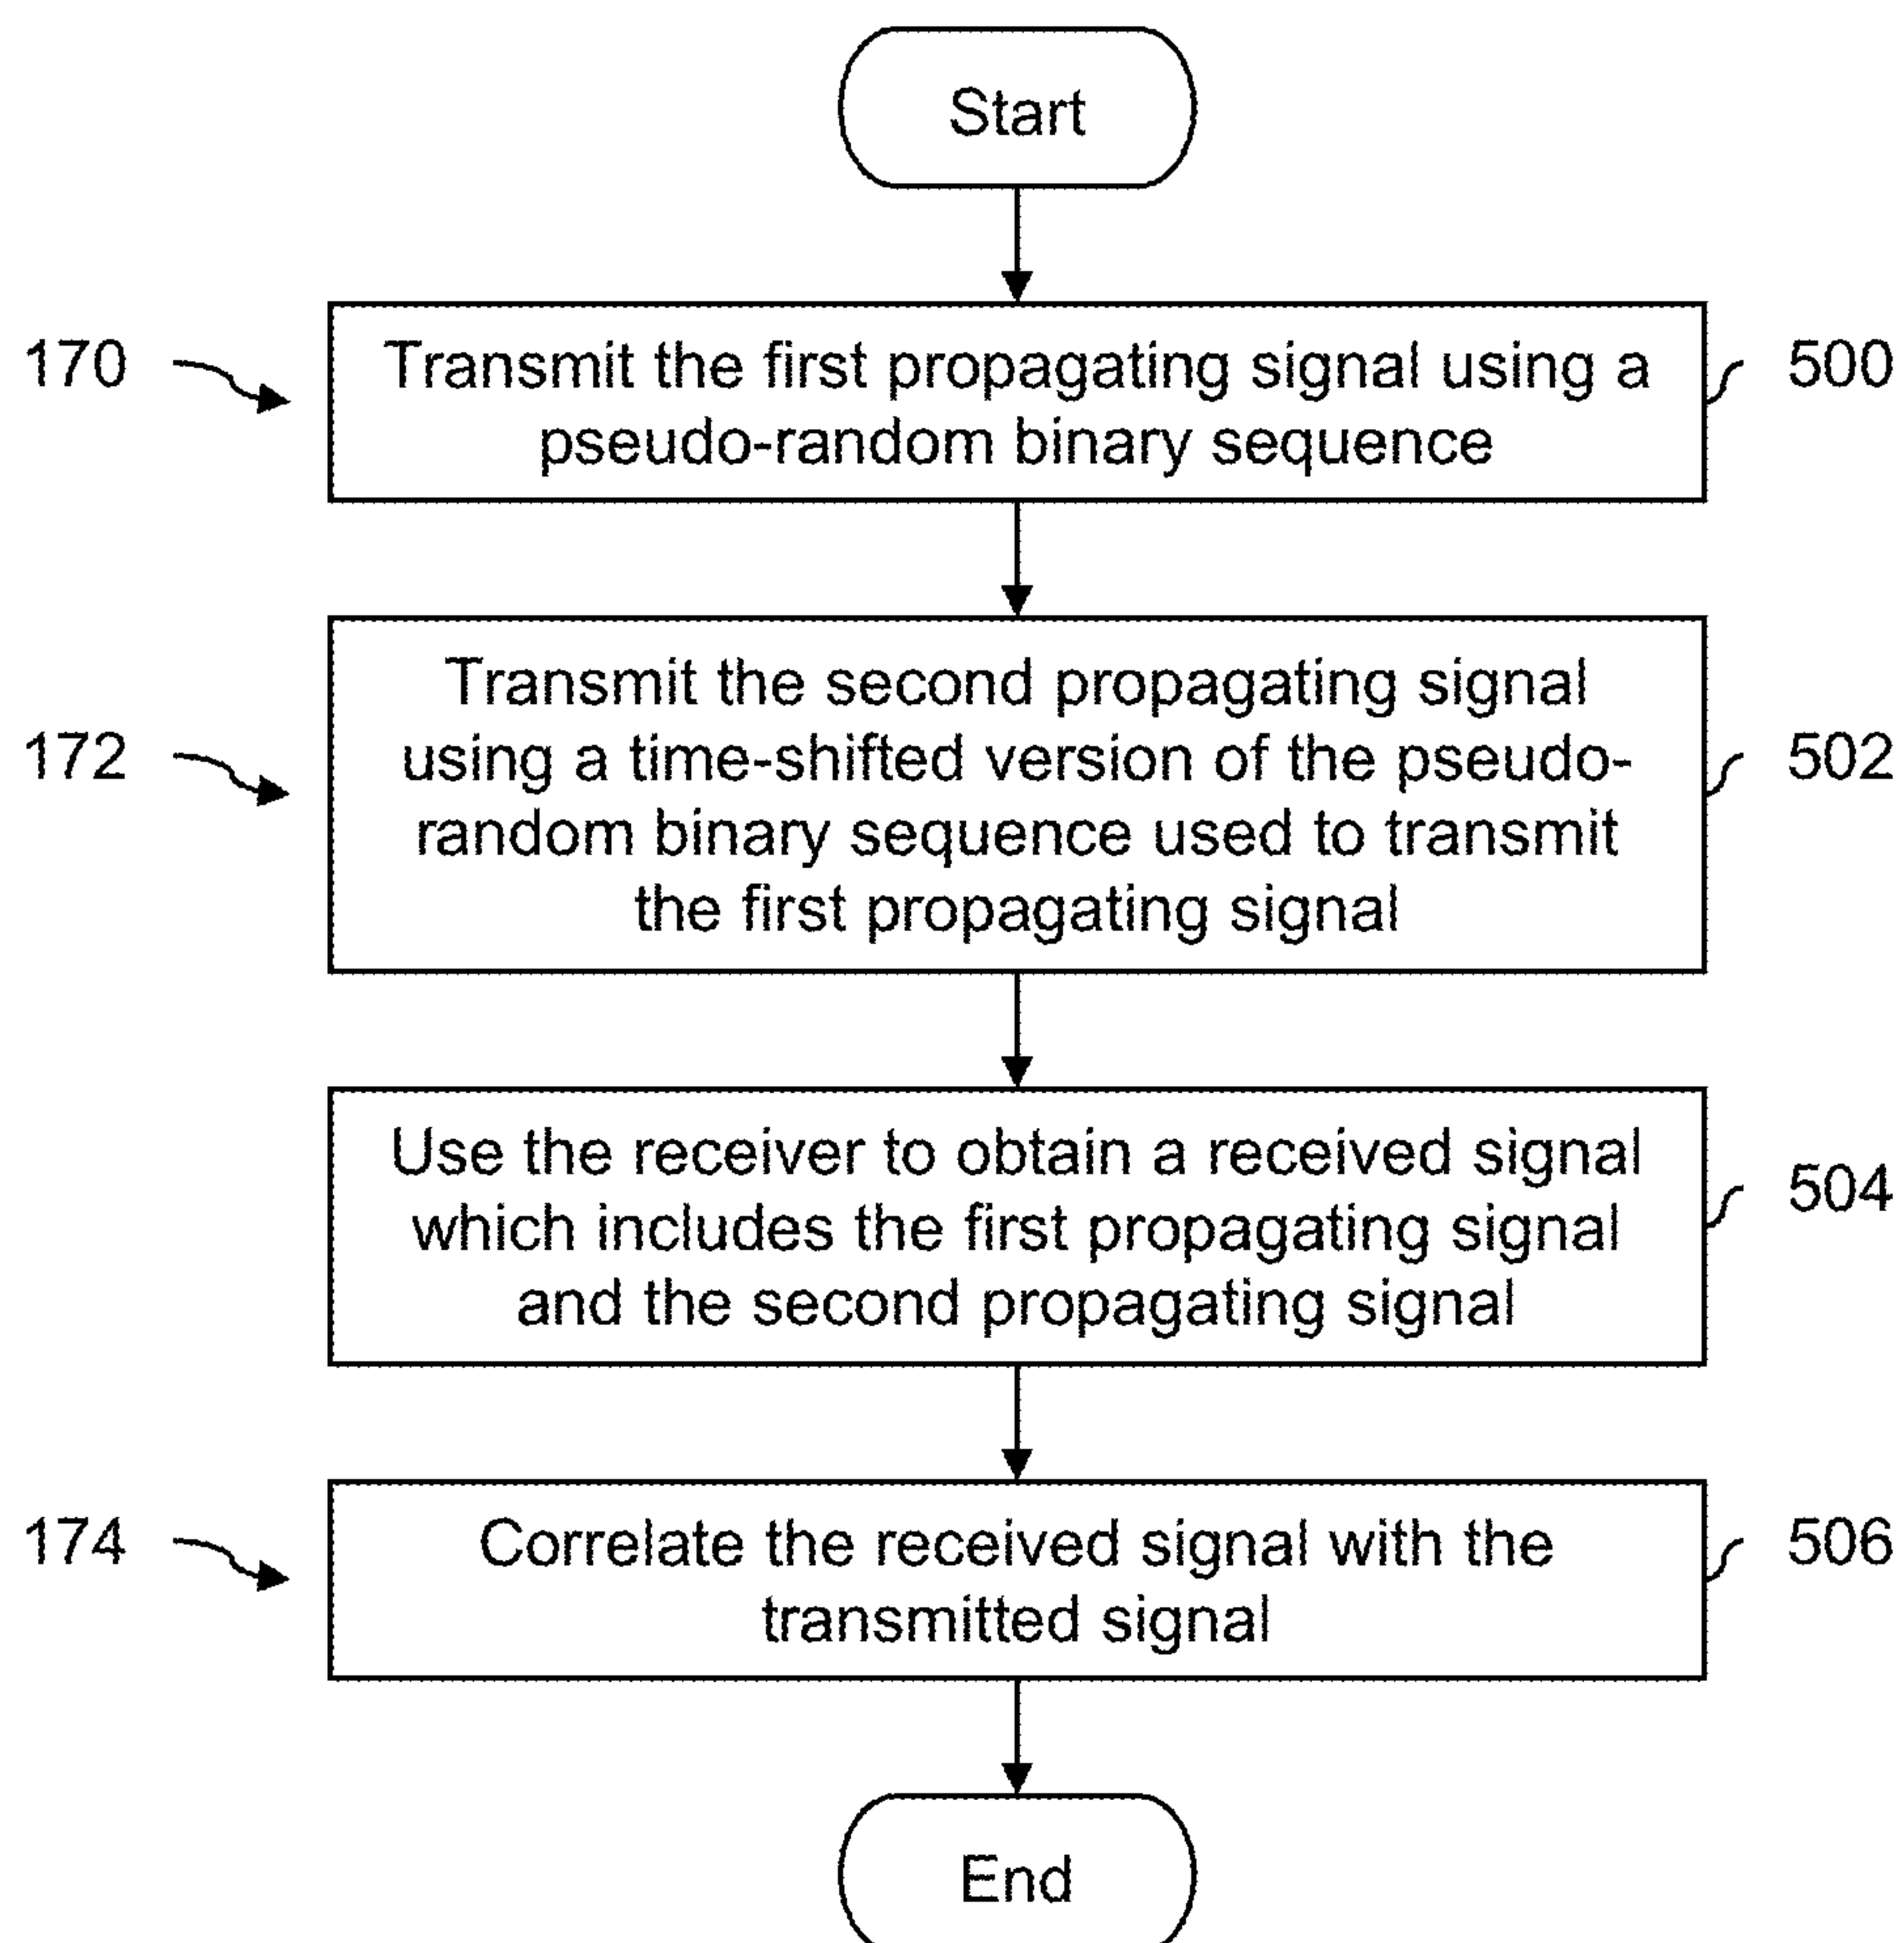 Start
170
Transmit the first propagating signal using a
pseudo-random binary sequence
500
172
Transmit the second propagating signal
using a time-shifted version of the pseudo-
random binary sequence used to transmit
the first propagating signal
502
Use the receiver to obtain a received signal
which includes the first propagating signal
and the second propagating signal
504
174
Correlate the received signal with the
transmitted signal
506
End